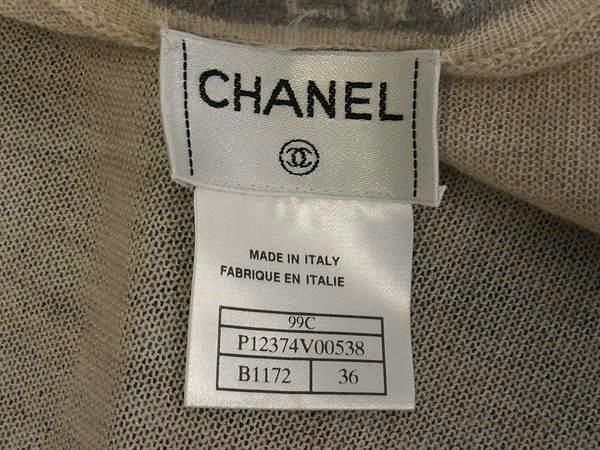 CHANEL
MADE IN ITALY
FABRIQUE EN ITALIE
99C
P12374V00538
B1172 36